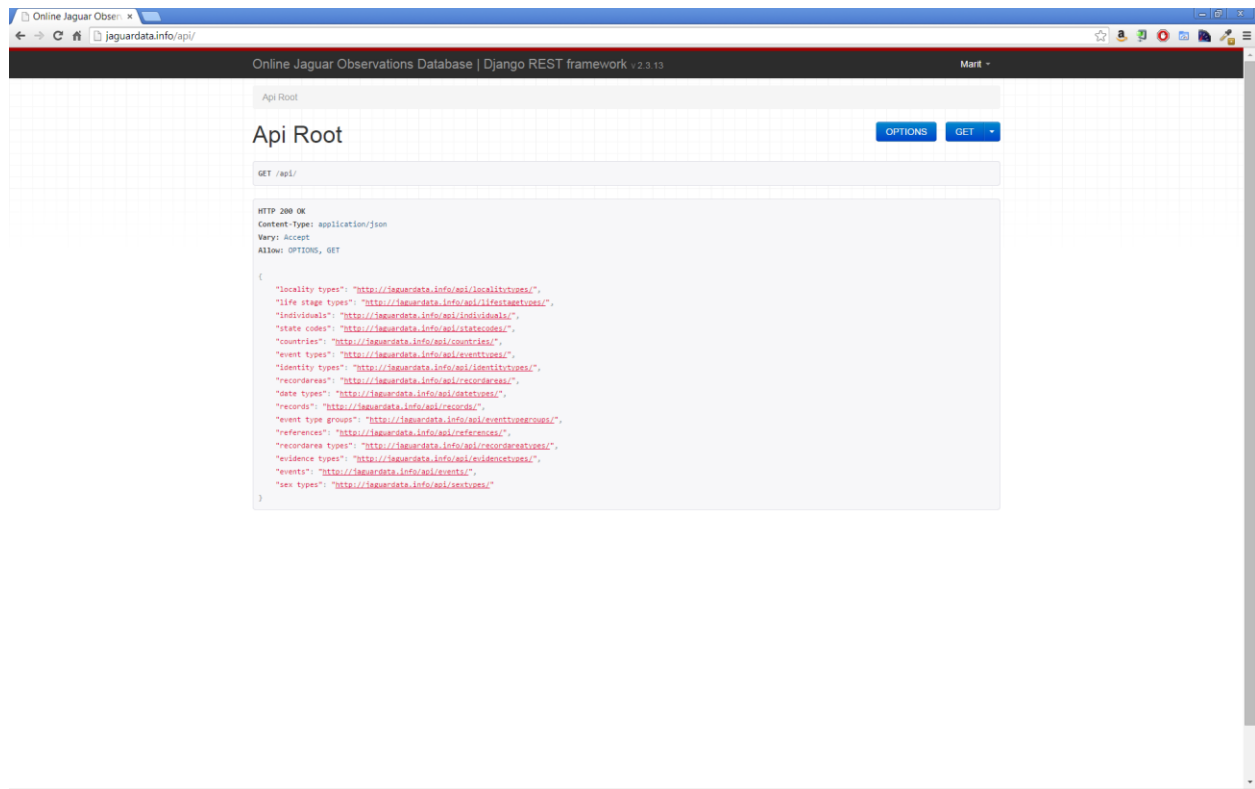 Online Jaguar Obser
jaguardata.info/api/
Online Jaguar Observations Database | Django REST framework v 2.3.13
Marit
Api Root
Api Root
OPTIONS
GET
GET /api/
HTTP 200 OK
Content-Type: application/json
Vary: Accept
Allow: OPTIONS, GET
{
"locality types": "http://jaguardata.info/api/localitytypes/",
"life stage types": "http://jaguardata.info/api/lifestagetypes/",
"individuals": "http://jaguardata.info/api/individuals/",
"state codes": "http://jaguardata.info/api/statecodes/",
"countries": "http://jaguardata.info/api/countries/",
"event types": "http://jaguardata.info/api/eventtypes/",
"identity types": "http://jaguardata.info/api/identitytypes/",
"recordareas": "http://jaguardata.info/api/recordareas/",
"date types": "http://jaguardata.info/api/datetypes/",
"records": "http://jaguardata.info/api/records/",
"event type groups": "http://jaguardata.info/api/eventtypegroups/",
"references": "http://jaguardata.info/api/references/",
"recordarea types": "http://jaguardata.info/api/recordareatypes/",
"evidence types": "http://jaguardata.info/api/evidencetypes/",
"events": "http://jaguardata.info/api/events/",
"sex types": "http://jaguardata.info/api/sextypes/"
}